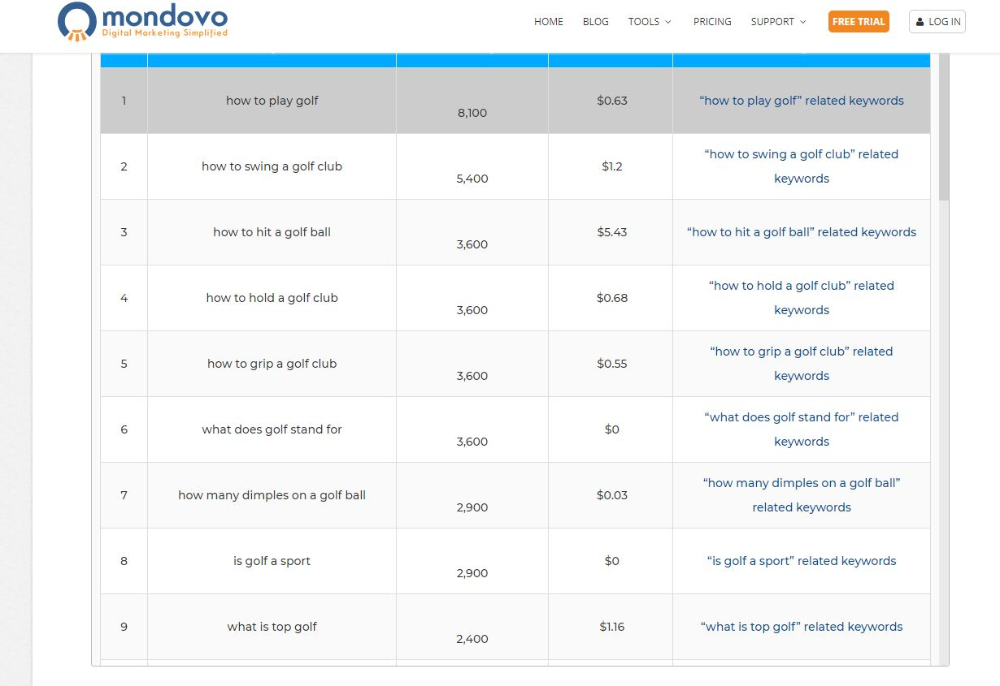 mondovo
Digital Marketing Simplified
HOME BLOG TOOLS PRICING SUPPORT FREE TRIAL LOG IN
1 how to play golf 8,100 $0.63 “how to play golf” related keywords
2 how to swing a golf club 5,400 $1.2 “how to swing a golf club” related
keywords
3 how to hit a golf ball 3,600 $5.43 “how to hit a golf ball” related keywords
4 how to hold a golf club 3,600 $0.68 “how to hold a golf club” related
keywords
5 how to grip a golf club 3,600 $0.55 “how to grip a golf club” related
keywords
6 what does golf stand for 3,600 $0 “what does golf stand for” related
keywords
7 how many dimples on a golf ball 2,900 $0.03 “how many dimples on a golf ball”
related keywords
8 is golf a sport 2,900 $0 “is golf a sport” related keywords
9 what is top golf 2,400 $1.16 “what is top golf” related keywords